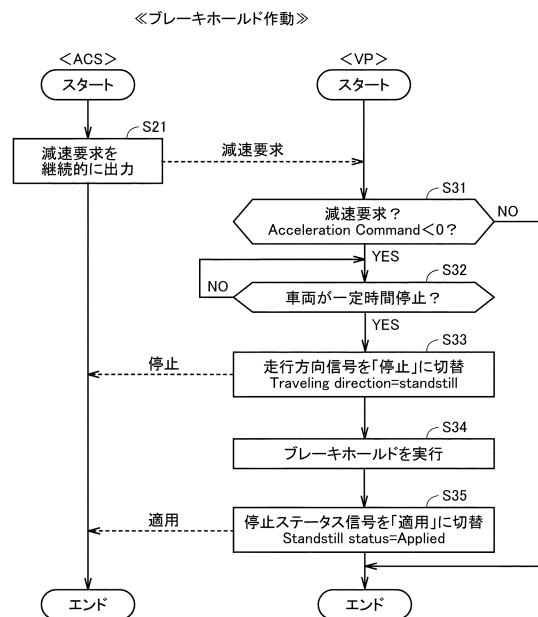 ≪ブレーキホールド作動≫
＜ACS＞
＜VP＞
スタート
スタート
S21
減速要求を
継続的に出力
減速要求
S31
減速要求？
Acceleration Command＜0？
NO
YES
S32
NO
車両が一定時間停止？
YES
S33
停止
走行方向信号を「停止」に切替
Traveling direction=standstill
S34
ブレーキホールドを実行
S35
適用
停止ステータス信号を「適用」に切替
Standstill status=Applied
エンド
エンド